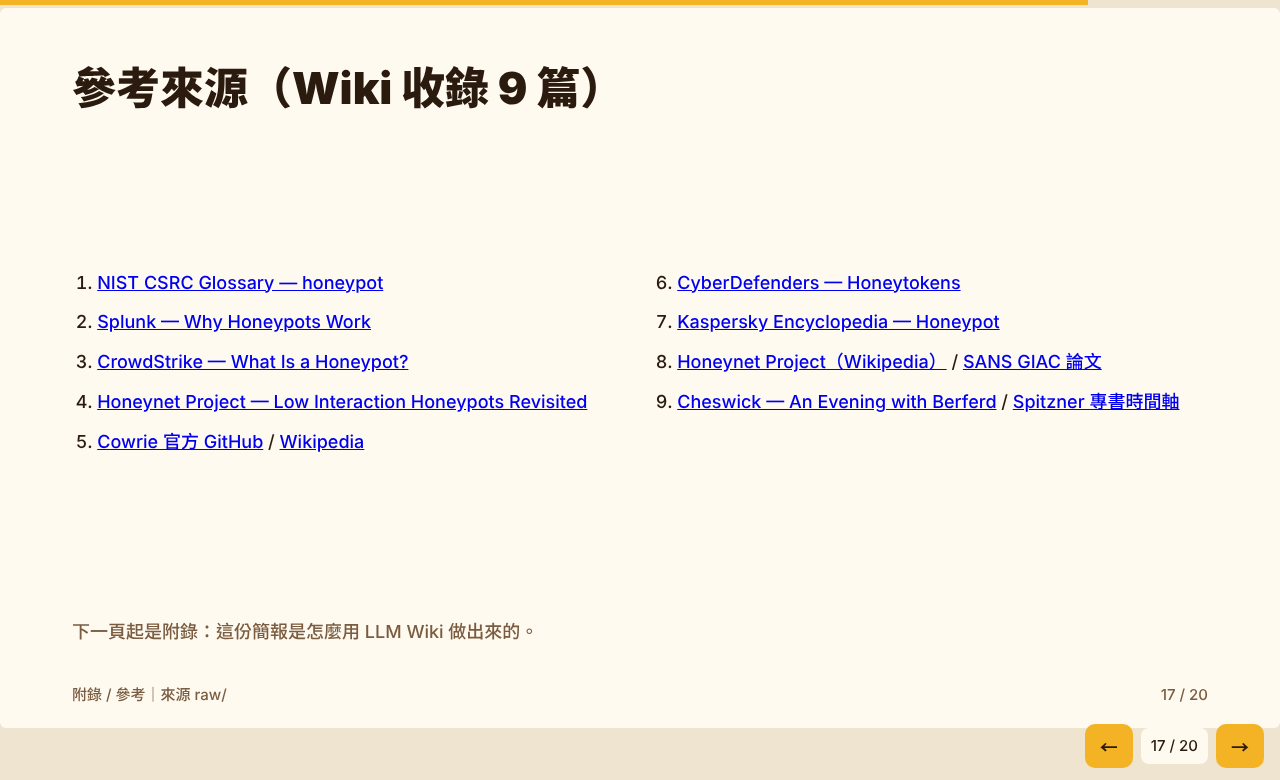 參考來源（Wiki 收錄 9 篇）
1. NIST CSRC Glossary — honeypot
2. Splunk — Why Honeypots Work
3. CrowdStrike — What Is a Honeypot?
4. Honeynet Project — Low Interaction Honeypots Revisited
5. Cowrie 官方 GitHub / Wikipedia
6. CyberDefenders — Honeytokens
7. Kaspersky Encyclopedia — Honeypot
8. Honeynet Project（Wikipedia） / SANS GIAC 論文
9. Cheswick — An Evening with Berferd / Spitzner 專書時間軸
下一頁起是附錄：這份簡報是怎麼用 LLM Wiki 做出來的。
附錄 / 參考｜來源 raw/
17 / 20
← 17 / 20 →